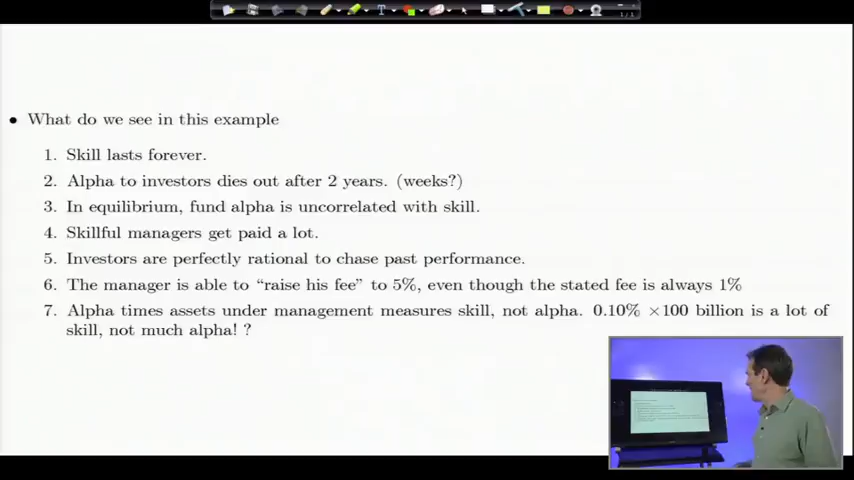 • What do we see in this example
1. Skill lasts forever.
2. Alpha to investors dies out after 2 years. (weeks?)
3. In equilibrium, fund alpha is uncorrelated with skill.
4. Skillful managers get paid a lot.
5. Investors are perfectly rational to chase past performance.
6. The manager is able to “raise his fee” to 5%, even though the stated fee is always 1%
7. Alpha times assets under management measures skill, not alpha. 0.10% ×100 billion is a lot of
skill, not much alpha! ?